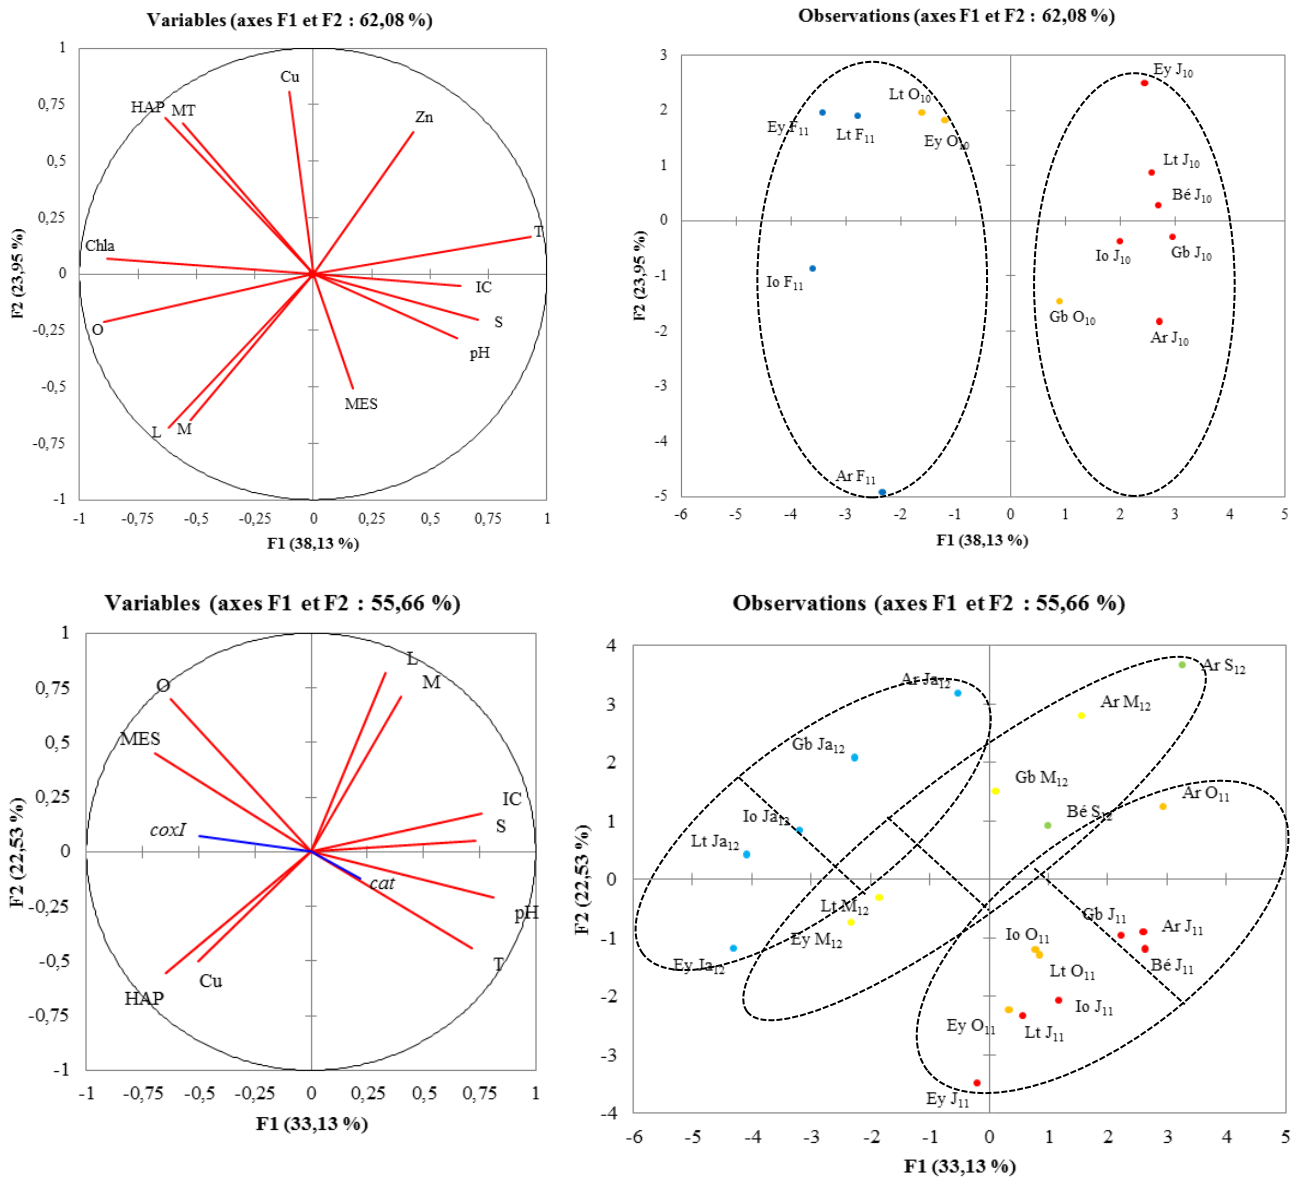 Variables (axes F1 et F2 : 62,08 %)
F2 (23,95 %)
1
0,75
0,5
0,25
0
-0,25
-0,5
-0,75
-1
HAP
MT
Cu
Zn
T
Chla
IC
S
O
pH
MES
L
M
-1
-0,75
-0,5
-0,25
0
0,25
0,5
0,75
1
F1 (38,13 %)
Observations (axes F1 et F2 : 62,08 %)
F2 (23,95 %)
3
2
1
0
-1
-2
-3
-4
-5
Ey J10
Lt O10
Ey F11
Lt F11
Ey O10
Lt J10
Bé J10
Io J10
Gb J10
Io F11
Gb O10
Ar J10
Ar F11
-6
-5
-4
-3
-2
-1
0
1
2
3
4
5
F1 (38,13 %)
Variables (axes F1 et F2 : 55,66 %)
F2 (22,53 %)
1
0,75
0,5
0,25
0
-0,25
-0,5
-0,75
-1
L
M
O
MES
IC
S
coxI
cat
pH
T
HAP
Cu
-1
-0,75
-0,5
-0,25
0
0,25
0,5
0,75
1
F1 (33,13 %)
Observations (axes F1 et F2 : 55,66 %)
F2 (22,53 %)
4
3
2
1
0
-1
-2
-3
-4
Ar S12
Ar Ja12
Ar M12
Gb Ja12
Gb M12
Ar O11
Io Ja12
Bé S12
Lt Ja12
Lt M12
Gb J11
Ar J11
Ey M12
Io O11
Ey Ja12
Lt O11
Bé J11
Io J11
Ey O11
Lt J11
Ey J11
-6
-5
-4
-3
-2
-1
0
1
2
3
4
5
F1 (33,13 %)